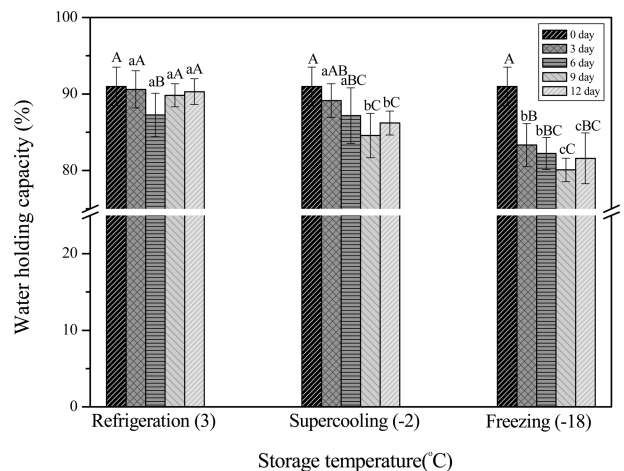 100
90
80
20
10
0
Water holding capacity (%)
0 day
3 day
6 day
9 day
12 day
A aA aB aA aA
A aAB aBC bC bC
A bB bBC cC cBC
Refrigeration (3) Supercooling (-2) Freezing (-18)
Storage temperature(°C)